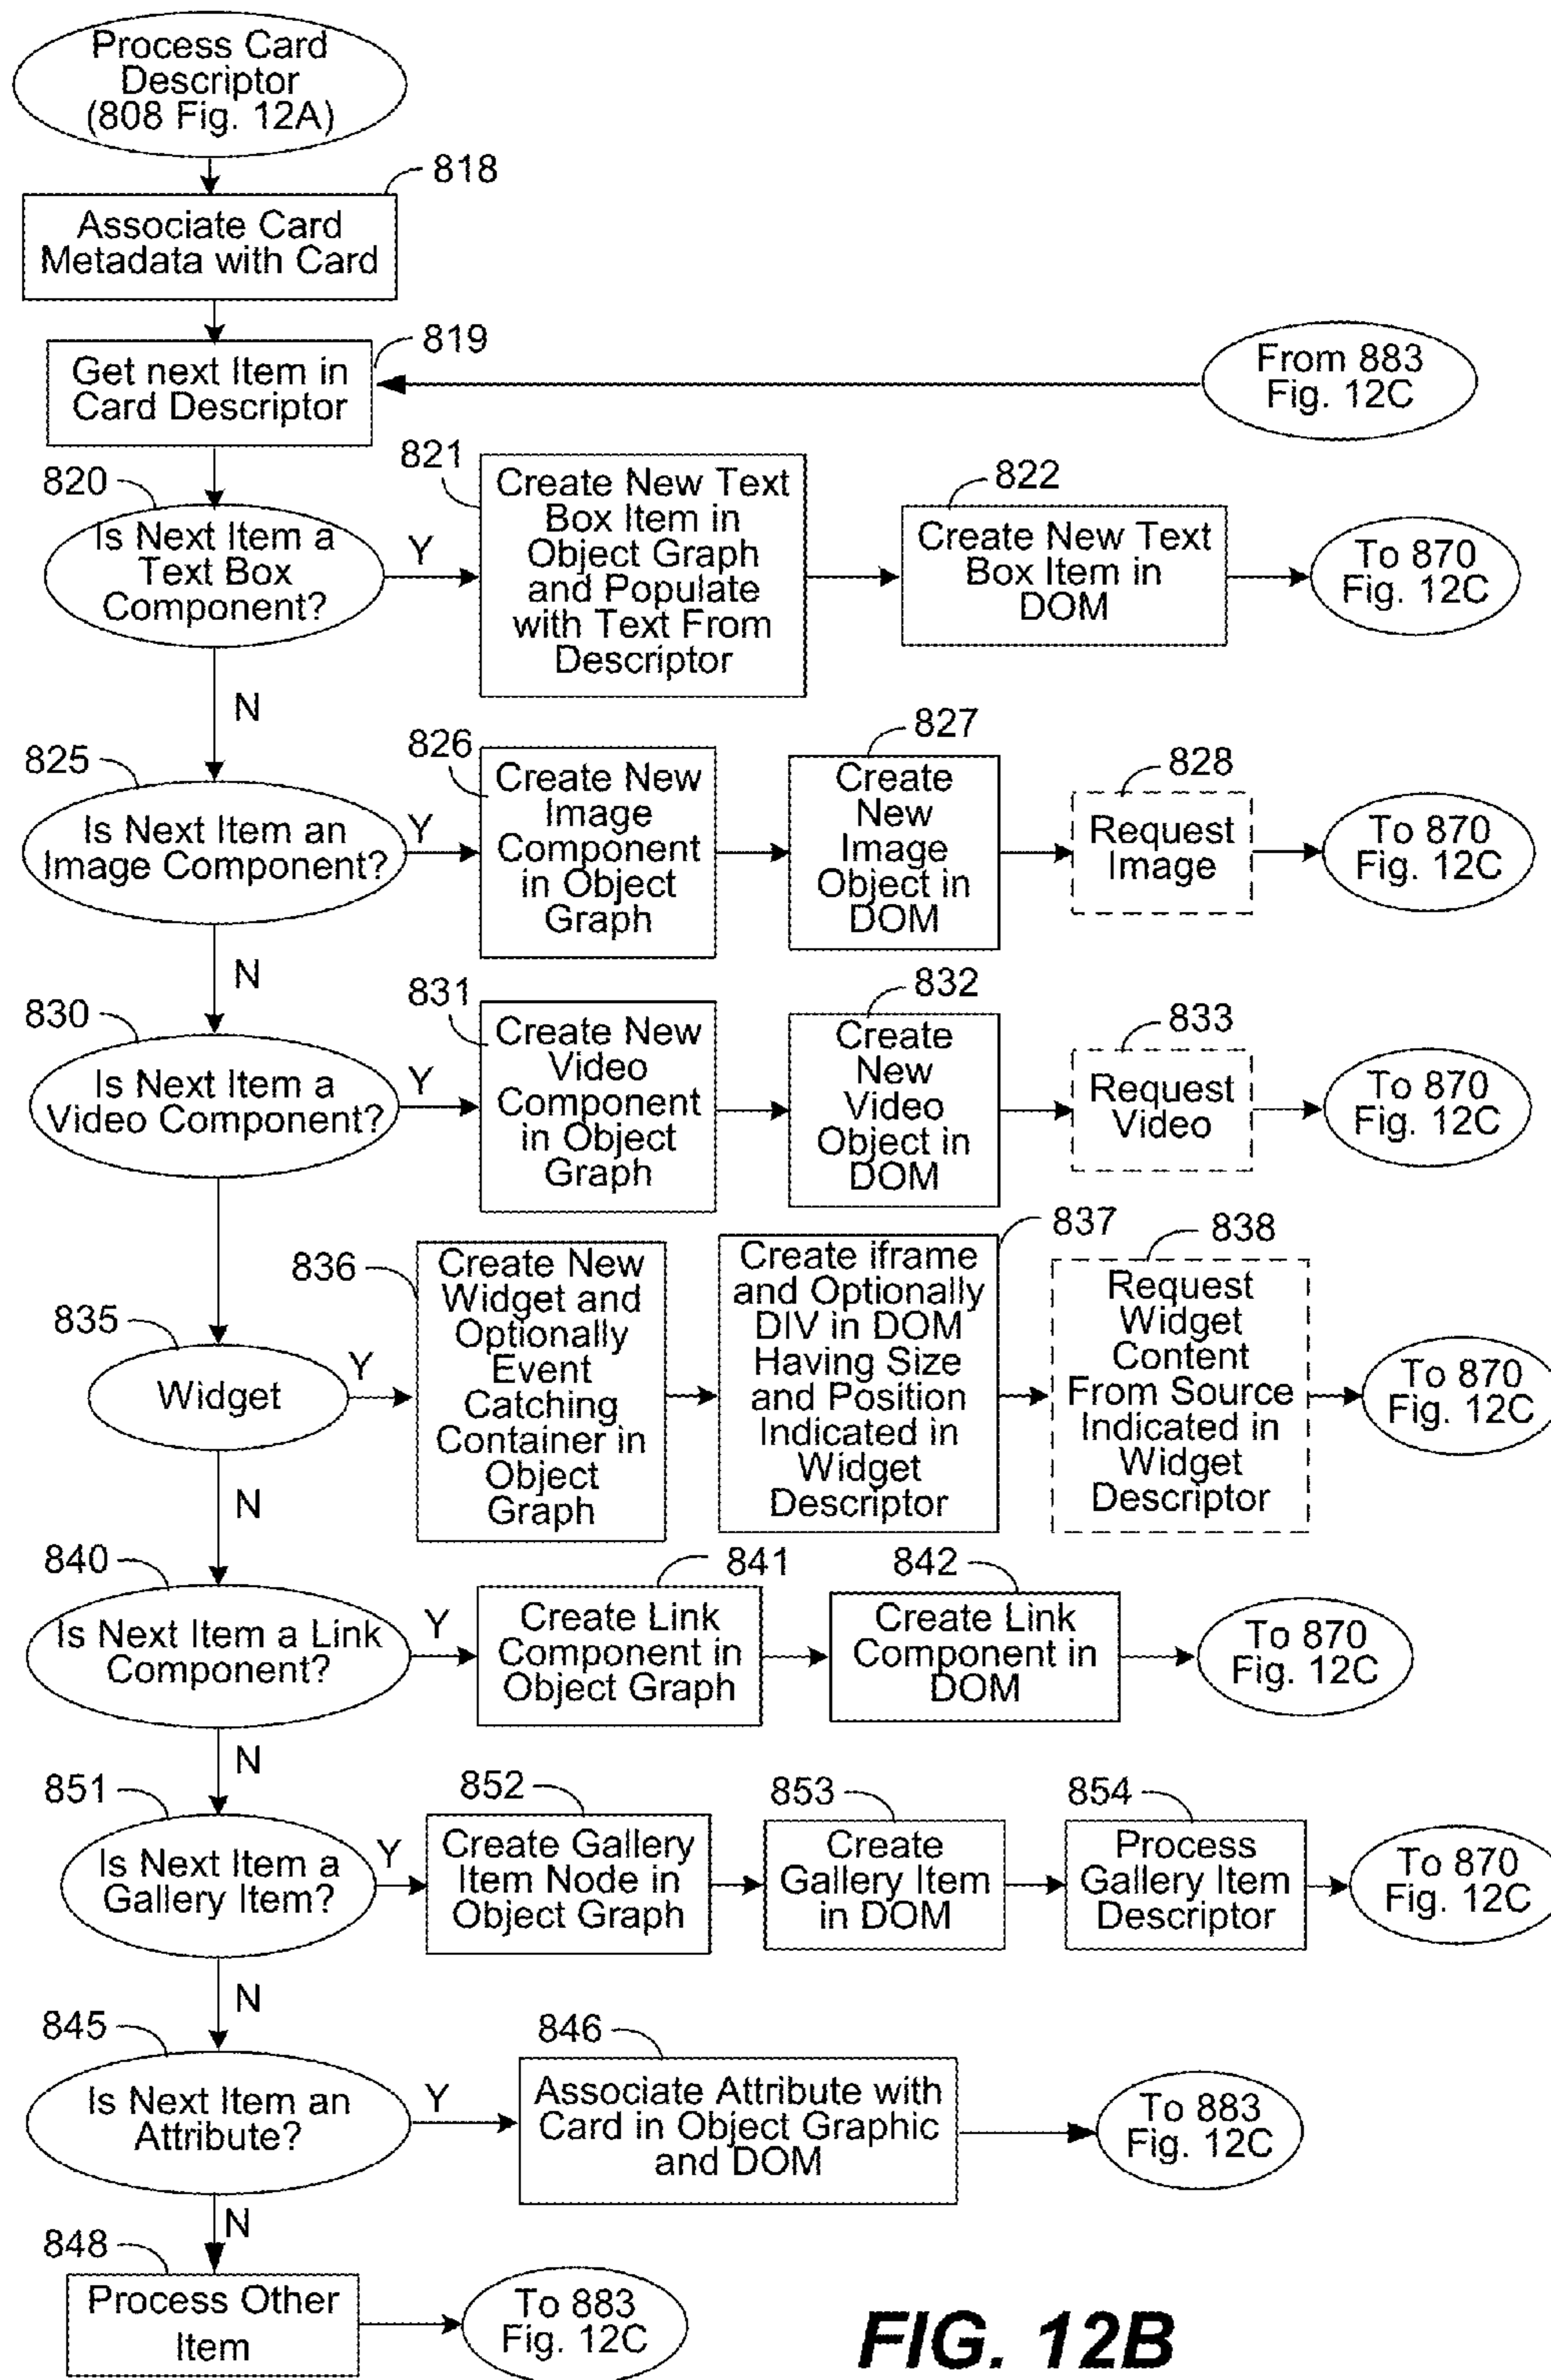 Process Card
Descriptor
(808 Fig. 12A)
818
Associate Card
Metadata with Card
819
Get next Item in
Card Descriptor
From 883
Fig. 12C
820
Is Next Item a
Text Box
Component?
Y
821
Create New Text
Box Item in
Object Graph
and Populate
with Text From
Descriptor
822
Create New Text
Box Item in
DOM
To 870
Fig. 12C
N
825
Is Next Item an
Image Component?
Y
826
Create New
Image
Component
in Object
Graph
827
Create
New
Image
Object in
DOM
828
Request
Image
To 870
Fig. 12C
N
830
Is Next Item a
Video Component?
Y
831
Create New
Video
Component
in Object
Graph
832
Create
New
Video
Object in
DOM
833
Request
Video
To 870
Fig. 12C
835
Widget
Y
836
Create New
Widget and
Optionally
Event
Catching
Container in
Object
Graph
837
Create iframe
and Optionally
DIV in DOM
Having Size
and Position
Indicated in
Widget
Descriptor
838
Request
Widget
Content
From Source
Indicated in
Widget
Descriptor
To 870
Fig. 12C
N
840
Is Next Item a Link
Component?
Y
841
Create Link
Component in
Object Graph
842
Create Link
Component in
DOM
To 870
Fig. 12C
N
851
Is Next Item a
Gallery Item?
Y
852
Create Gallery
Item Node in
Object Graph
853
Create
Gallery Item
in DOM
854
Process
Gallery Item
Descriptor
To 870
Fig. 12C
N
845
Is Next Item an
Attribute?
Y
846
Associate Attribute with
Card in Object Graphic
and DOM
To 883
Fig. 12C
N
848
Process Other
Item
To 883
Fig. 12C
FIG. 12B